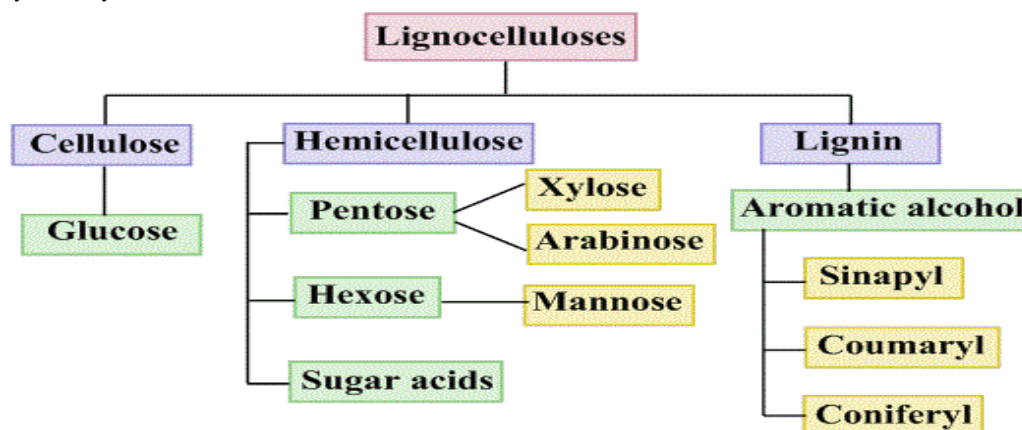 Lignocelluloses
Cellulose
Hemicellulose
Lignin
Glucose
Pentose
Xylose
Arabinose
Hexose
Mannose
Sugar acids
Aromatic alcohol
Sinapyl
Coumaryl
Coniferyl